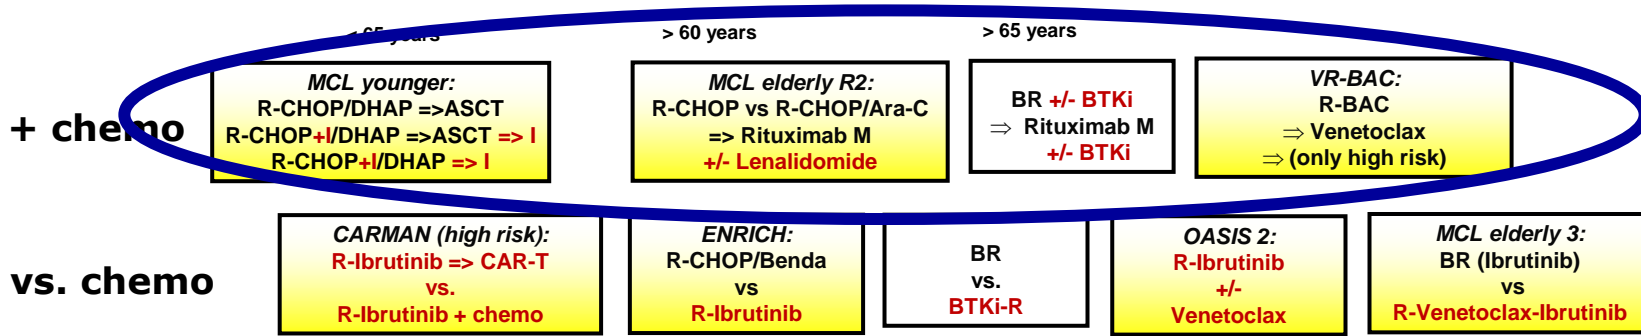 < 65 years
> 60 years
> 65 years
+ chemo
MCL younger:
R-CHOP/DHAP =>ASCT
R-CHOP+I/DHAP =>ASCT => I
R-CHOP+I/DHAP => I
MCL elderly R2:
R-CHOP vs R-CHOP/Ara-C
=> Rituximab M
+/- Lenalidomide
BR +/- BTKi
⇒ Rituximab M
+/- BTKi
VR-BAC:
R-BAC
⇒ Venetoclax
⇒ (only high risk)
vs. chemo
CARMAN (high risk):
R-Ibrutinib => CAR-T
vs.
R-Ibrutinib + chemo
ENRICH:
R-CHOP/Benda
vs
R-Ibrutinib
BR
vs.
BTKi-R
OASIS 2:
R-Ibrutinib
+/-
Venetoclax
MCL elderly 3:
BR (Ibrutinib)
vs
R-Venetoclax-Ibrutinib